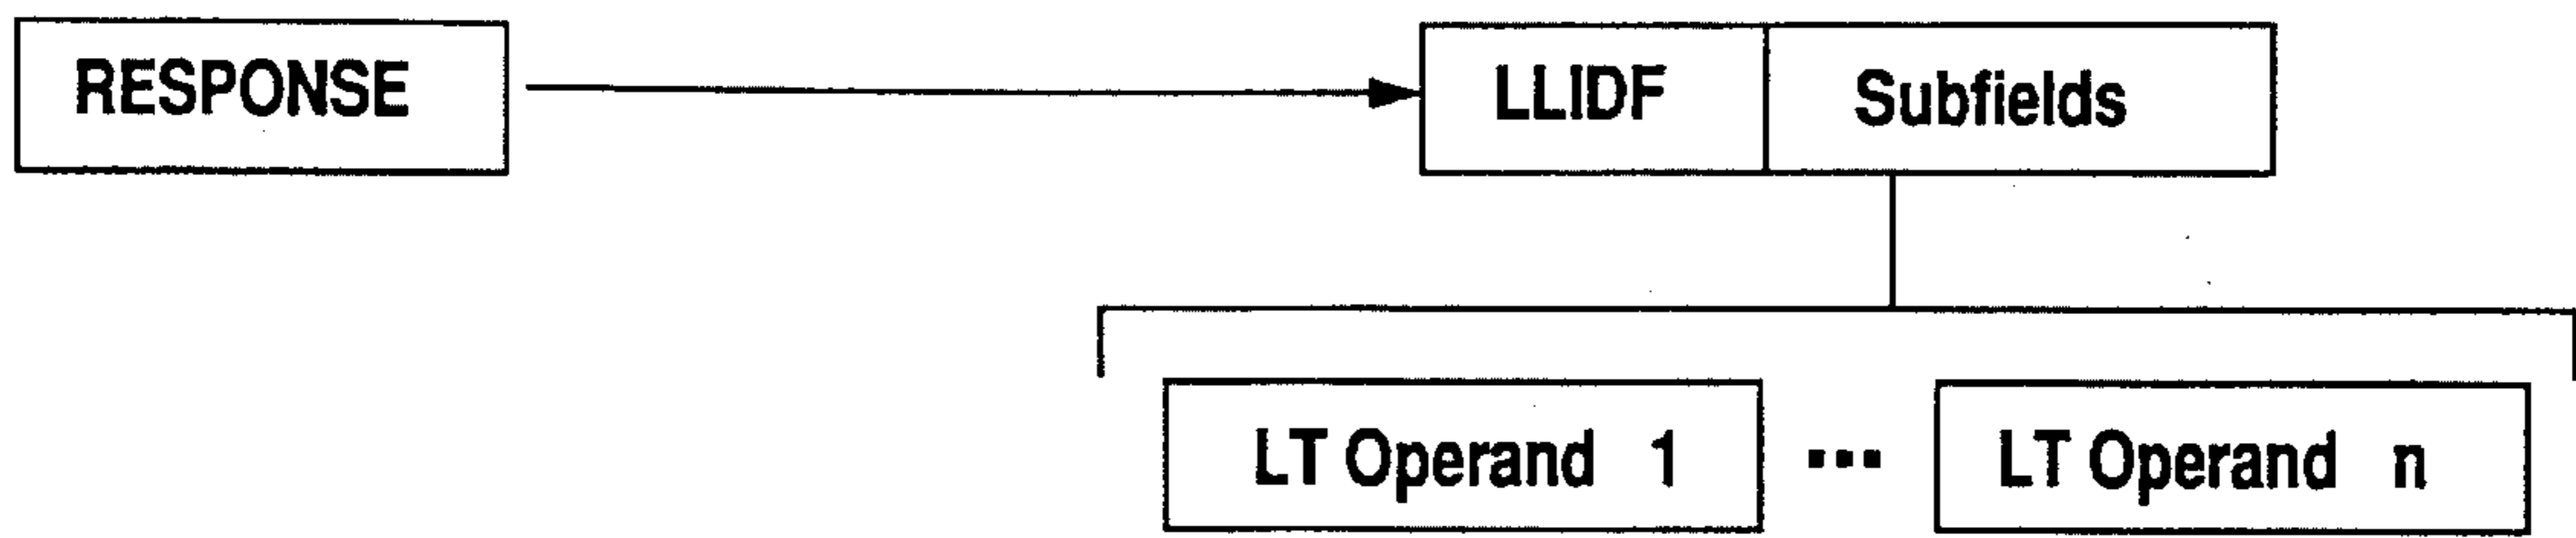 RESPONSE
LLIDF
Subfields
LT Operand 1 ... LT Operand n